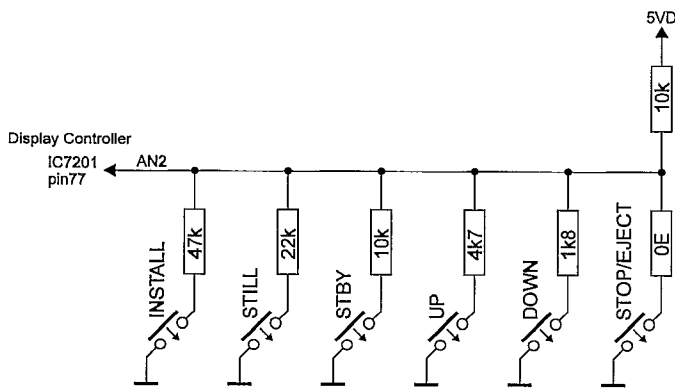 5VD
10k
Display Controller
IC7201
pin77
AN2
47k
22k
10k
4k7
1k8
0E
INSTALL
STILL
STBY
UP
DOWN
STOP/EJECT